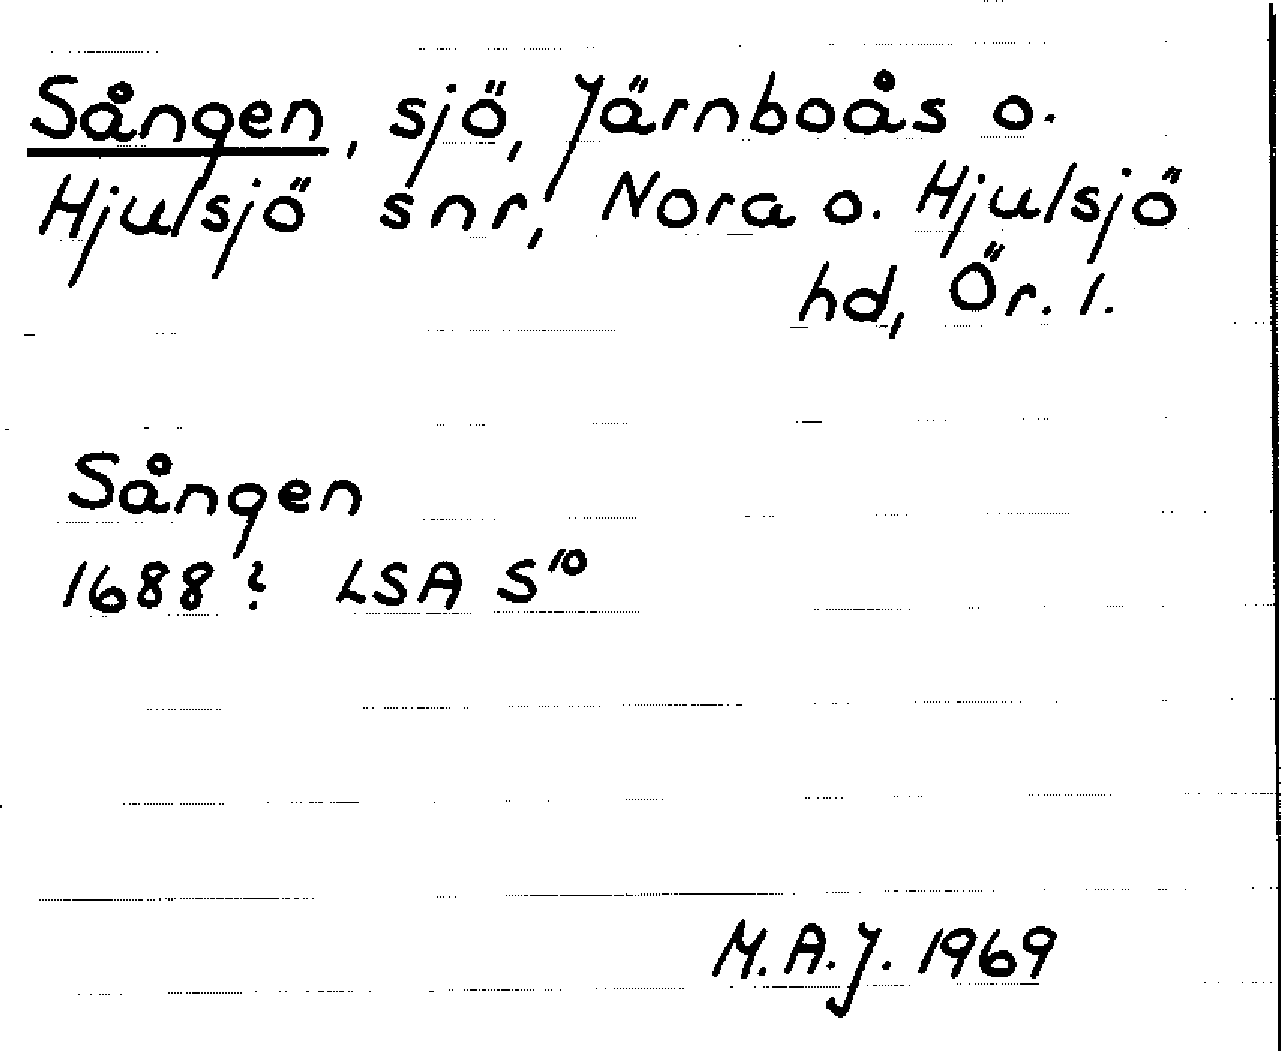 Sången, sjö, Järnboås o.
Hjulsjö snr, Nora o. Hjulsjö
hd, Ör. l.
Sången
1688? LSA S10
M.A.J. 1969